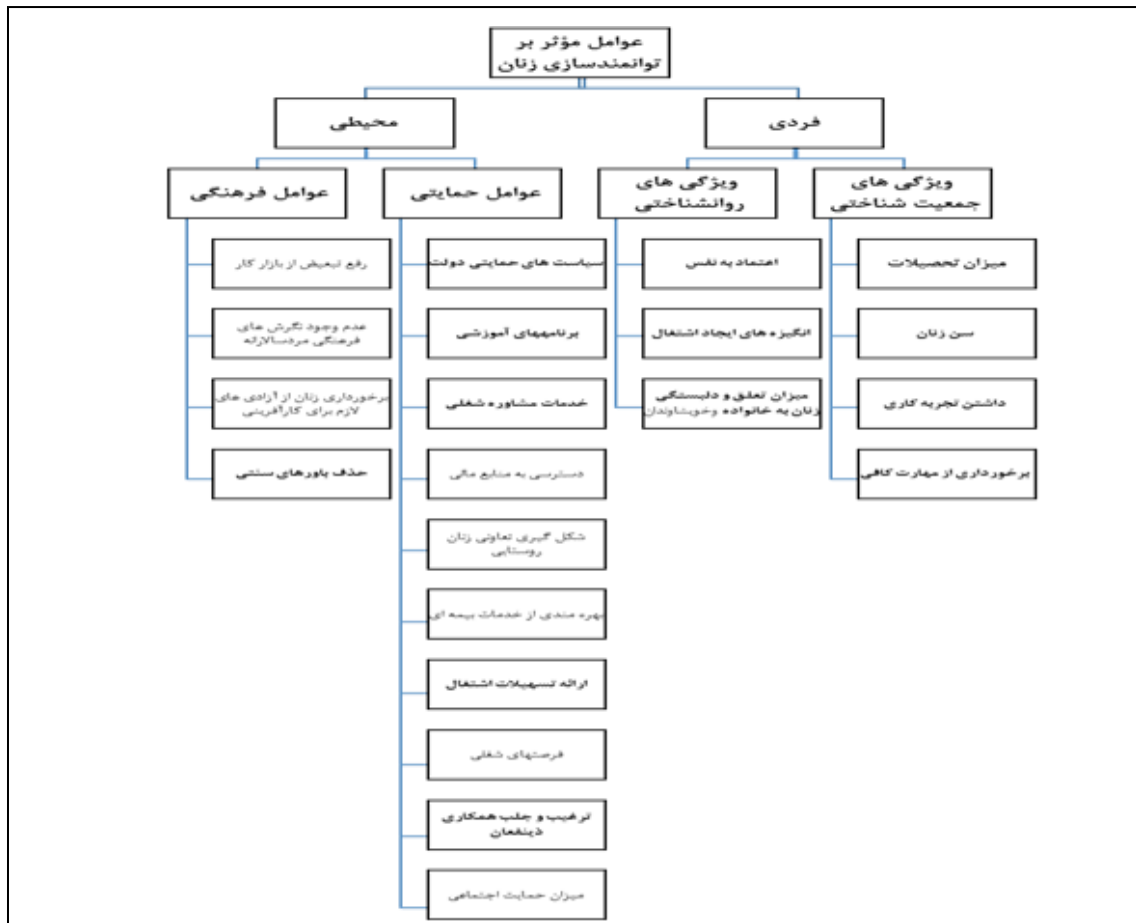 عوامل مؤثر بر
توانمندسازی زنان
فردی
محیطی
ویژگی های
جمعیت شناختی
ویژگی های
روانشناختی
عوامل حمایتی
عوامل فرهنگی
میزان تحصیلات
سن زنان
داشتن تجربه کاری
برخورداری از مهارت کافی
اعتماد به نفس
انگیزه های ایجاد اشتغال
میزان تعلق و دلبستگی
زنان به خانواده وخویشاوندان
سیاست های حمایتی دولت
برنامههای آموزشی
خدمات مشاوره شغلی
دسترسی به منابع مالی
شکل گیری تعاونی زنان
روستایی
بهره مندی از خدمات بیمه ای
ارائه تسهیلات اشتغال
فرصتهای شغلی
ترغیب و جلب همکاری
ذینفعان
میزان حمایت اجتماعی
رفع تبعیض از بازار کار
عدم وجود نگرش های
فرهنگی مردسالارانه
برخورداری زنان از آزادی های
لازم برای کارآفرینی
حذف باورهای سنتی